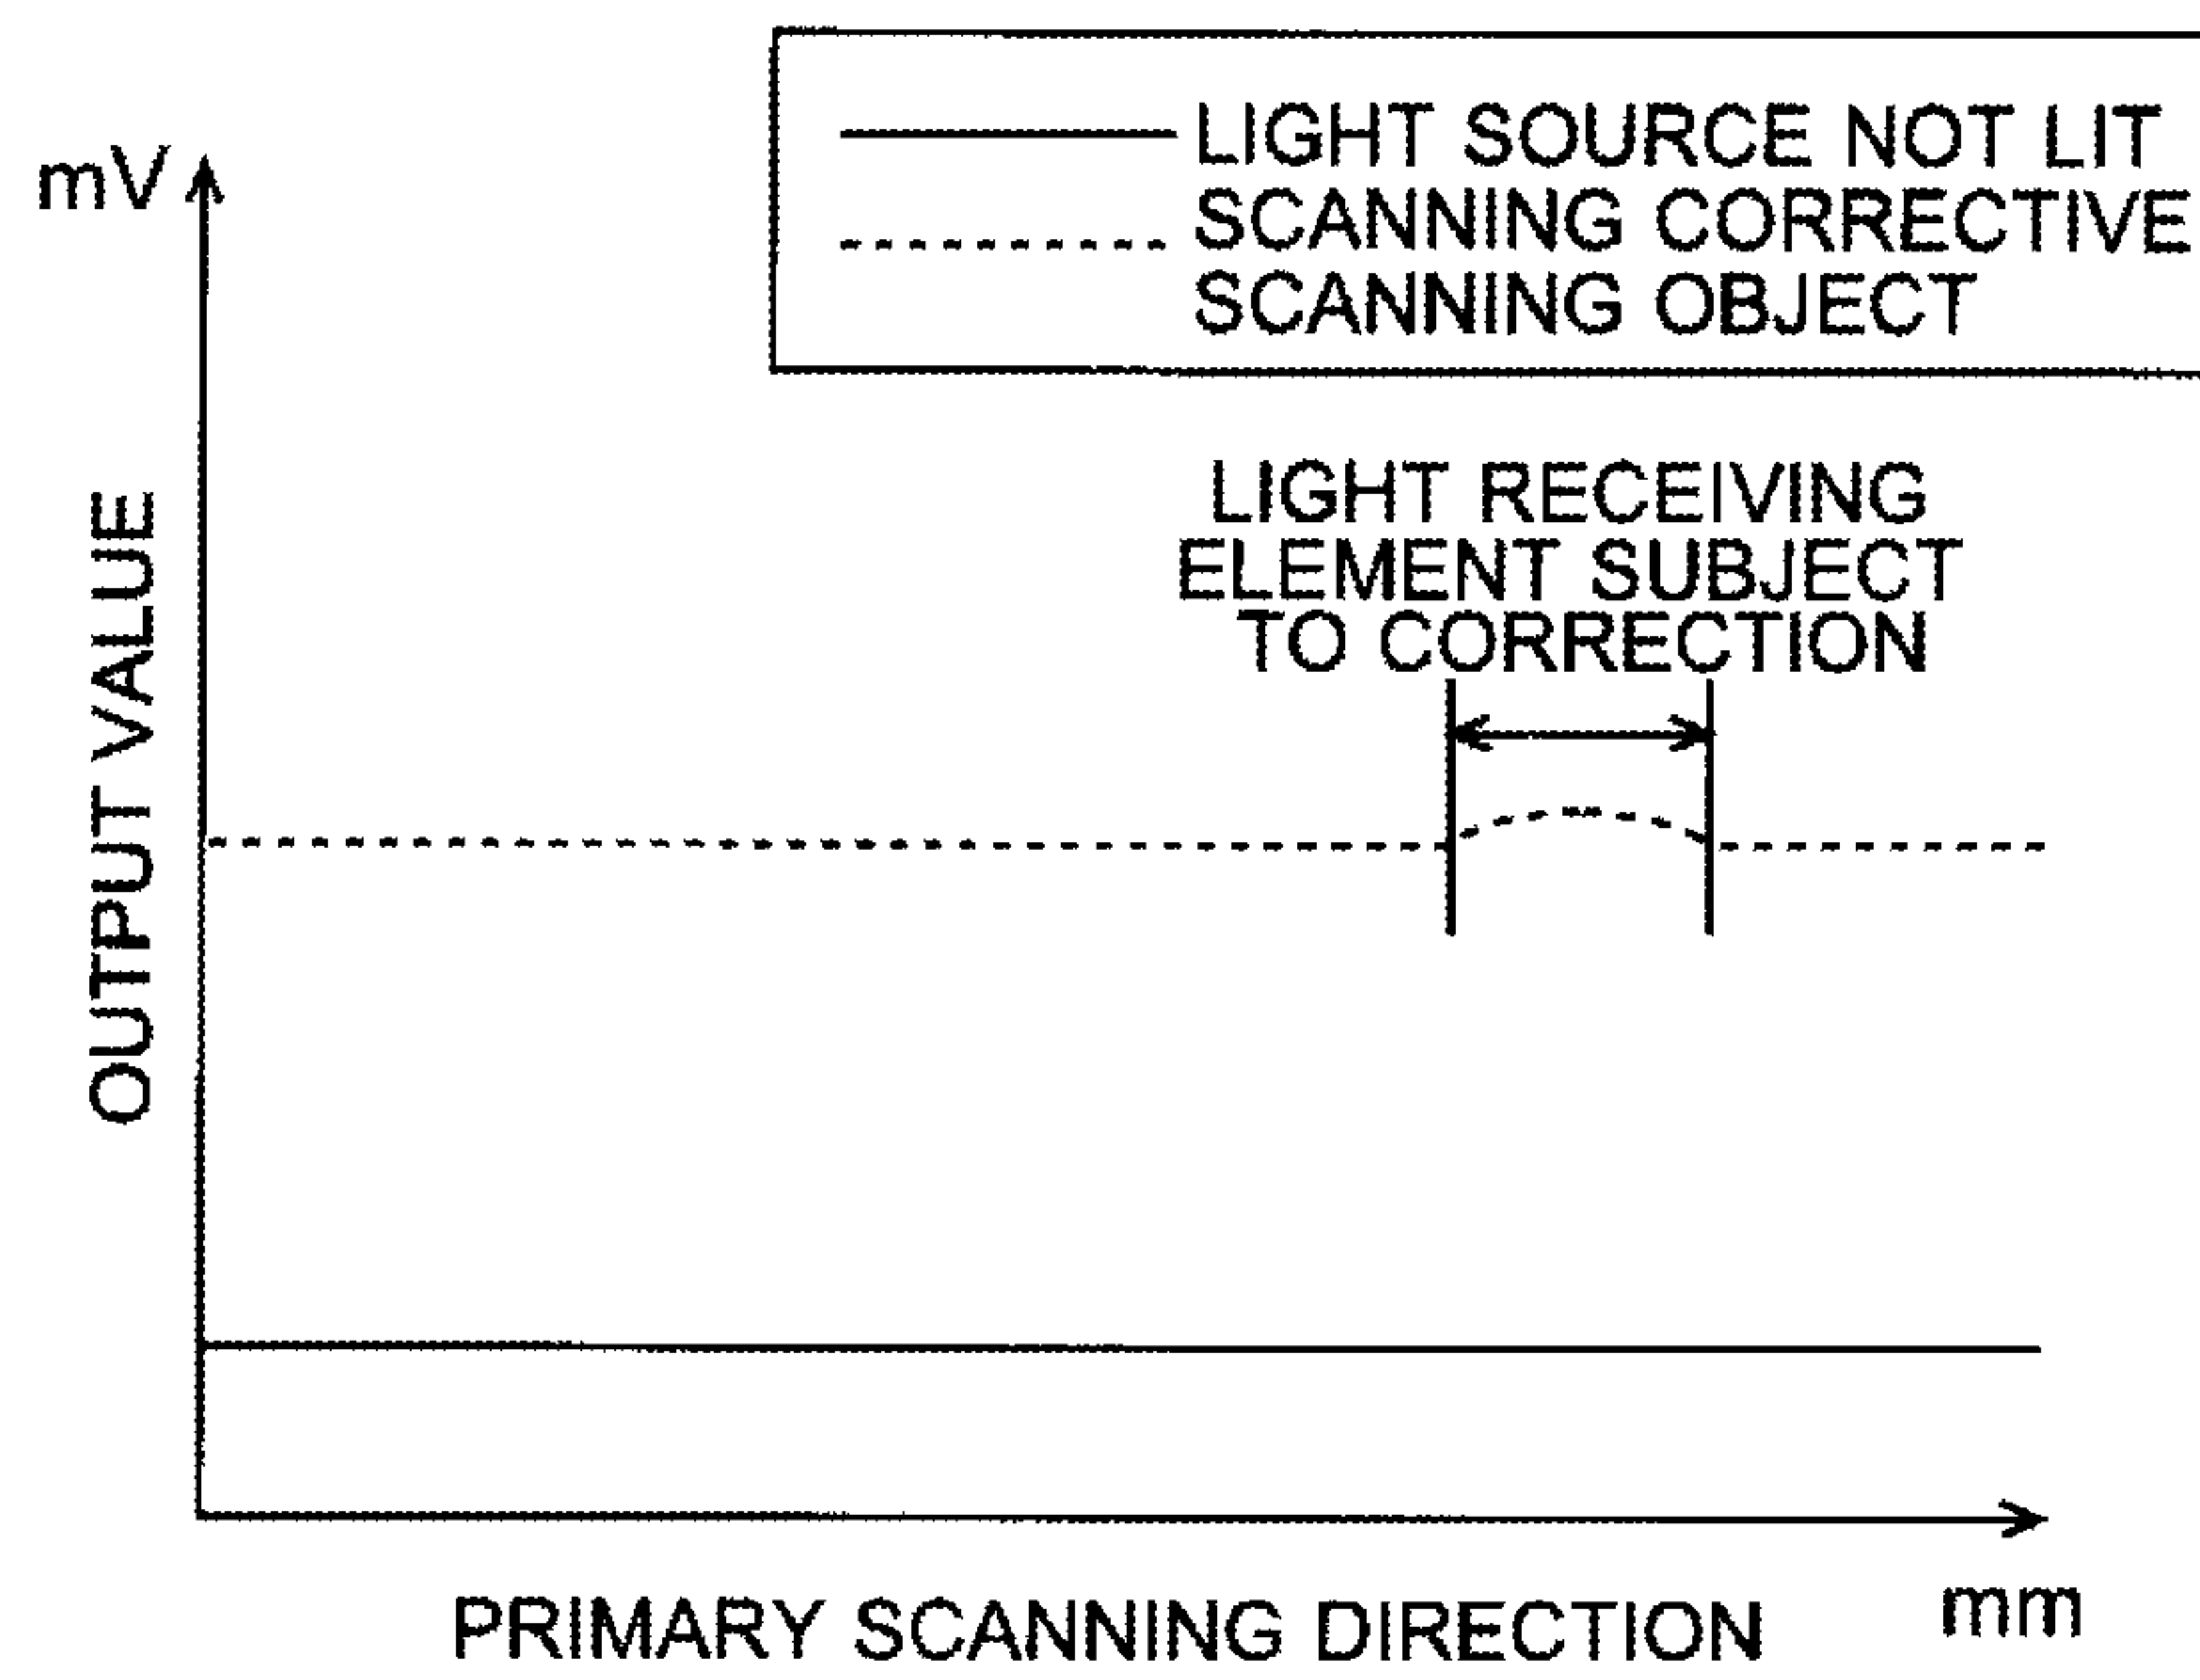 mV
LIGHT SOURCE NOT LIT
SCANNING CORRECTIVE
SCANNING OBJECT
LIGHT RECEIVING
ELEMENT SUBJECT
TO CORRECTION
OUTPUT VALUE
PRIMARY SCANNING DIRECTION
mm